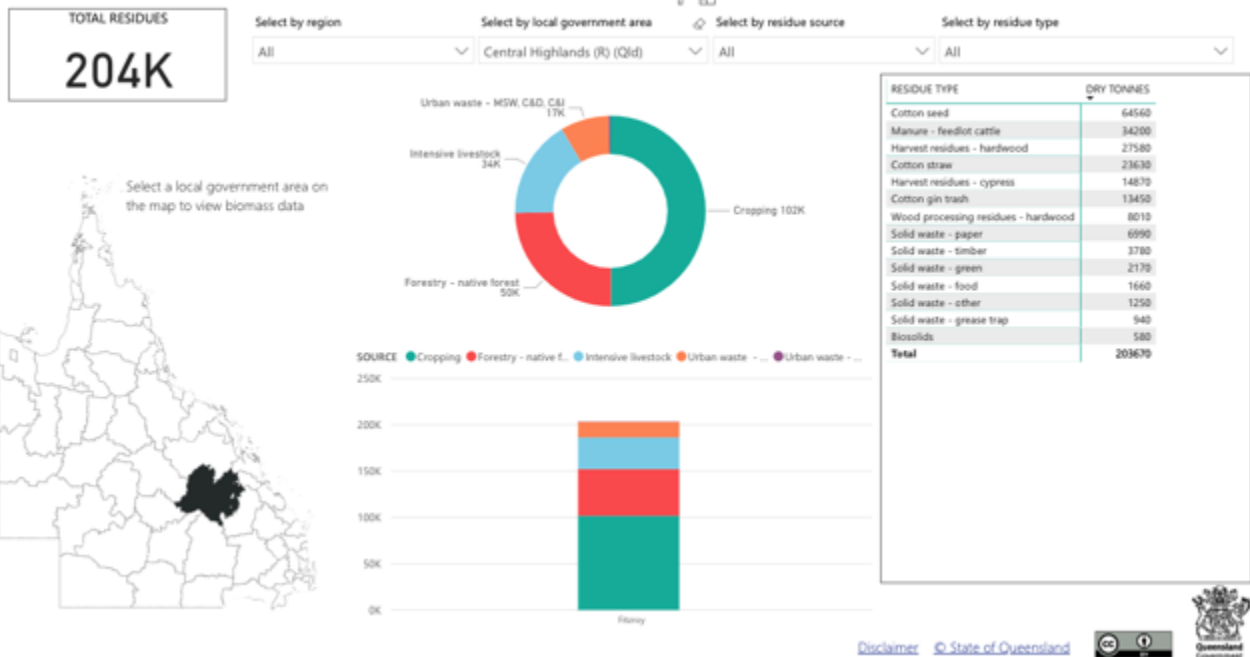 TOTAL RESIDUES
204K
Select by region
All
Select by local government area
Central Highlands (R) (Qld)
Select by residue source
All
Select by residue type
All
Select a local government area on
the map to view biomass data
Urban waste - MSW, C&D, C&I
17K
Intensive livestock
34K
Cropping 102K
Forestry - native forest
50K
SOURCE Cropping Forestry - native f... Intensive livestock Urban waste - ... Urban waste - ...
250K
200K
150K
100K
50K
0K
Fitzroy
RESIDUE TYPE DRY TONNES
Cotton seed 64560
Manure - feedlot cattle 34200
Harvest residues - hardwood 27580
Cotton straw 23630
Harvest residues - cypress 14870
Cotton gin trash 13450
Wood processing residues - hardwood 8010
Solid waste - paper 6990
Solid waste - timber 3780
Solid waste - green 2170
Solid waste - food 1660
Solid waste - other 1250
Solid waste - grease trap 940
Biosolids 580
Total 203670
Disclaimer © State of Queensland
cc
BY
Queensland
Government